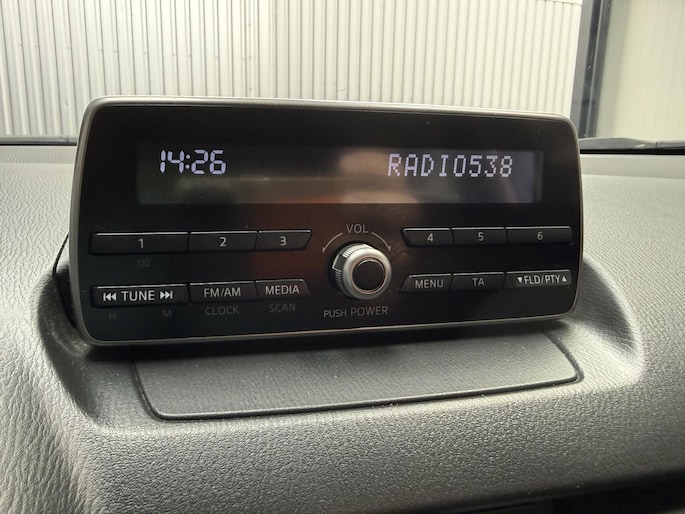 14:26 RADIO538
VOL
1 2 3 4 5 6
⏮ TUNE ⏭ FM/AM MEDIA MENU TA ▼FLD/PTY▲
H M CLOCK SCAN PUSH POWER